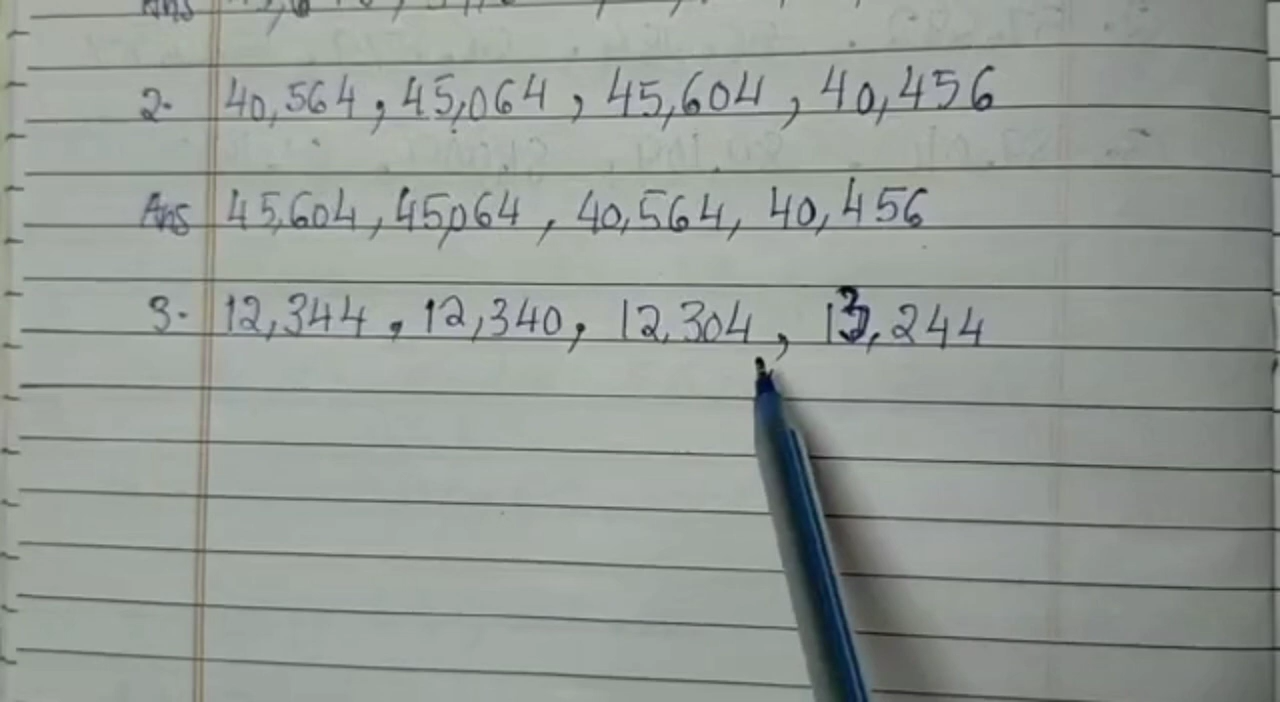 Ans
2. 40,564, 45,064, 45,604, 40,456
Ans 45,604, 45,064, 40,564, 40,456
3. 12,344, 12,340, 12,304, 13,244